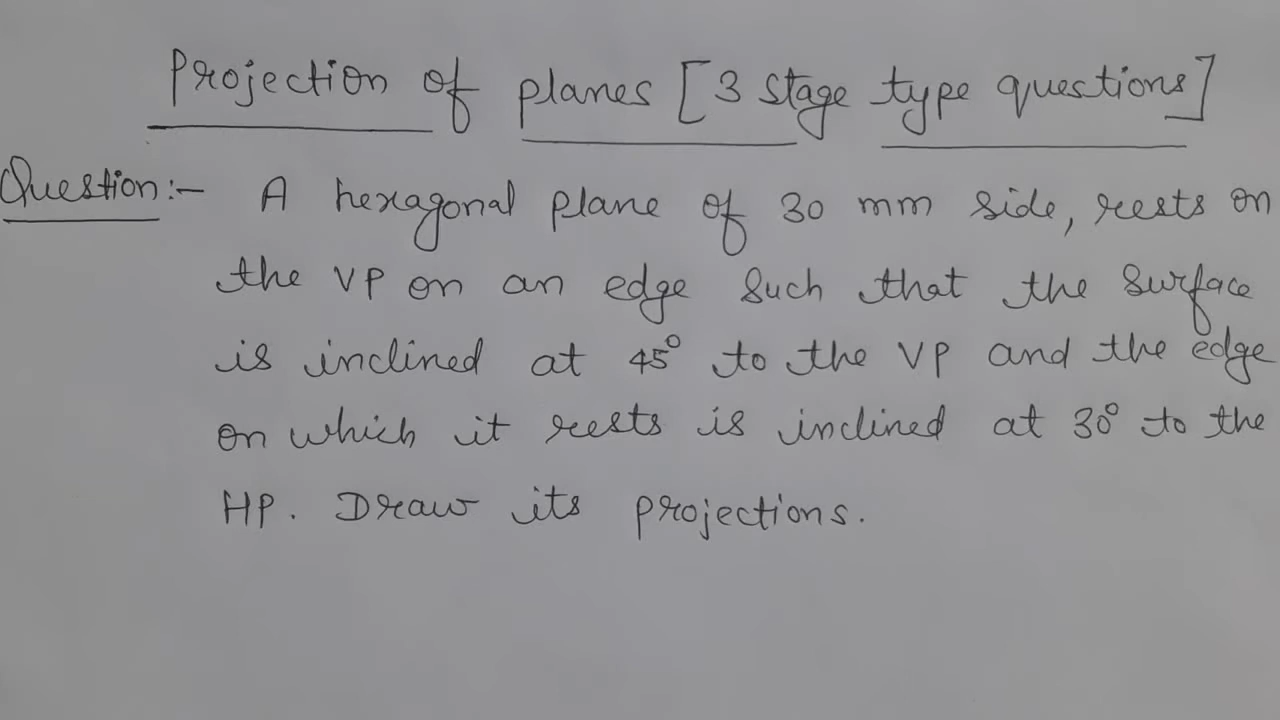 Projection of planes [3 stage type questions]
Question:- A hexagonal plane of 30 mm side, rests on
the VP on an edge such that the surface
is inclined at 45° to the VP and the edge
on which it rests is inclined at 30° to the
HP. Draw its projections.